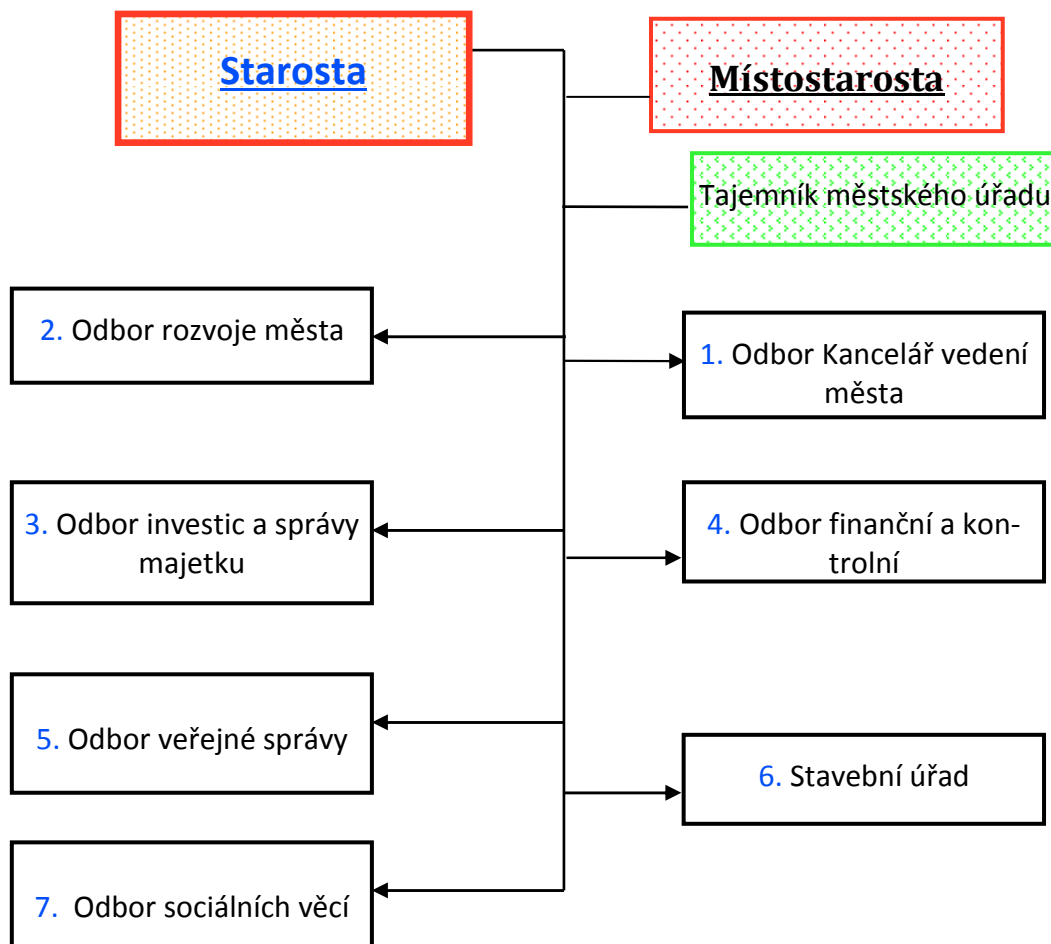 Starosta
Místostarosta
Tajemník městského úřadu
2. Odbor rozvoje města
1. Odbor Kancelář vedení
města
3. Odbor investic a správy
majetku
4. Odbor finanční a kon-
trolní
5. Odbor veřejné správy
6. Stavební úřad
7. Odbor sociálních věcí